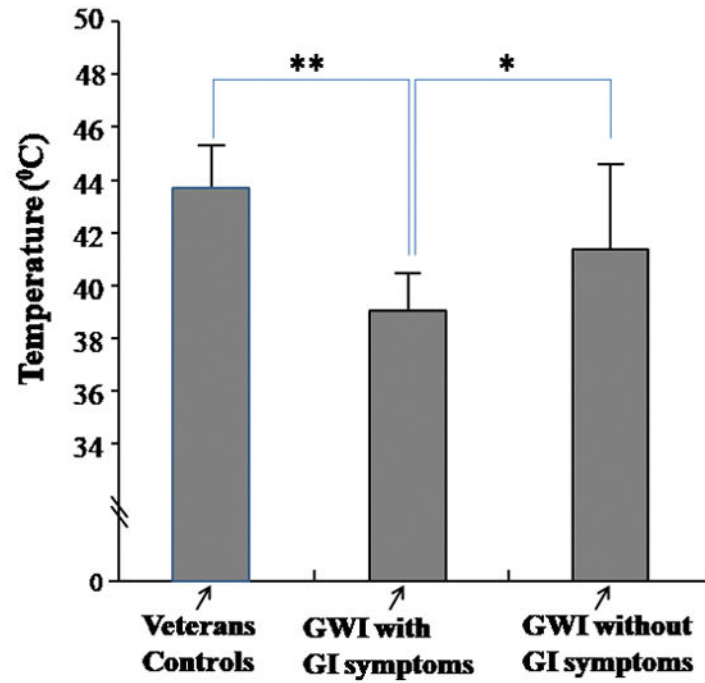 50
48
46
44
42
40
38
36
34
0
Temperature (⁰C)
**
*
Veterans
Controls
GWI with
GI symptoms
GWI without
GI symptoms